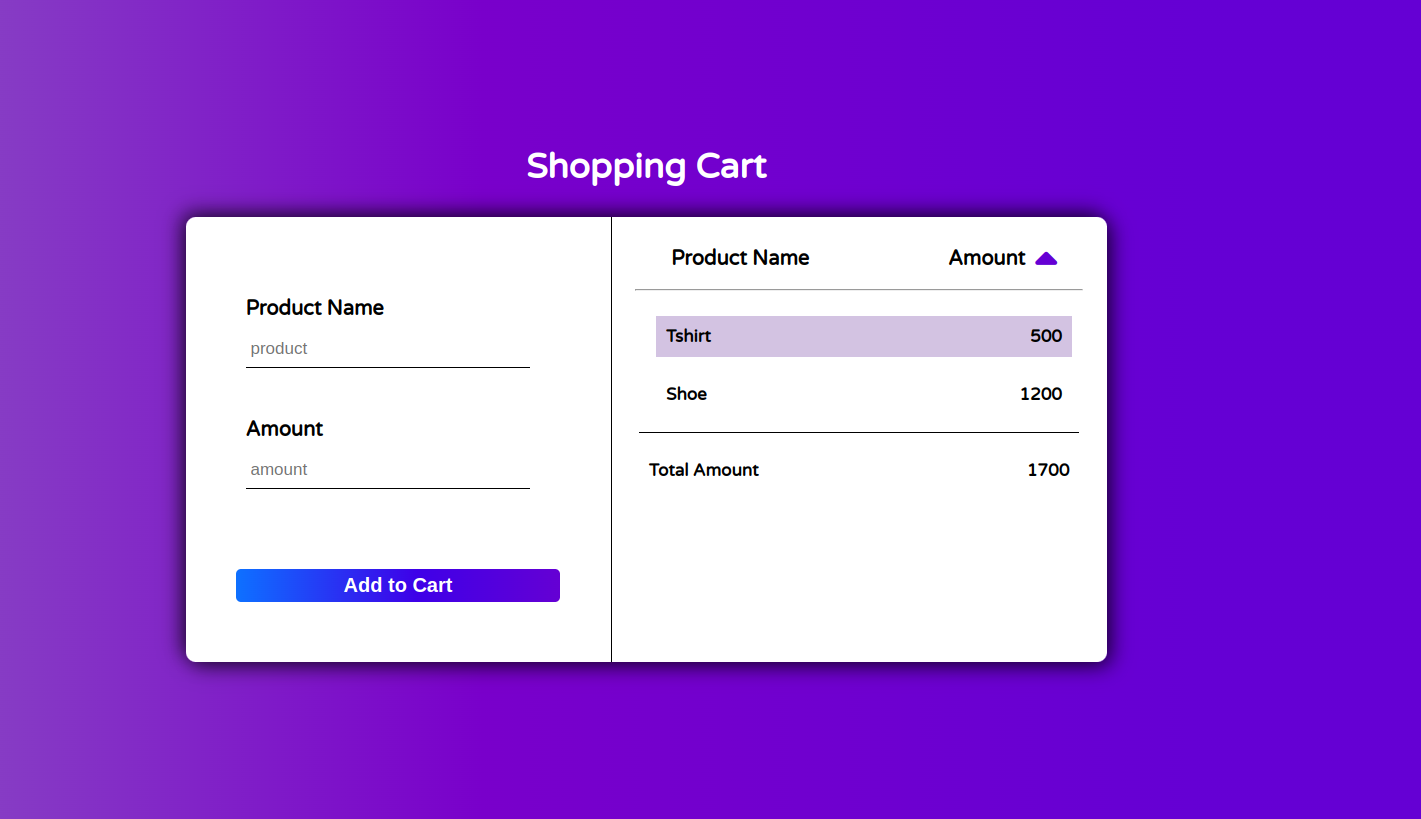 Shopping Cart
Product Name
product
Amount
amount
Add to Cart
Product Name Amount
Tshirt 500
Shoe 1200
Total Amount 1700